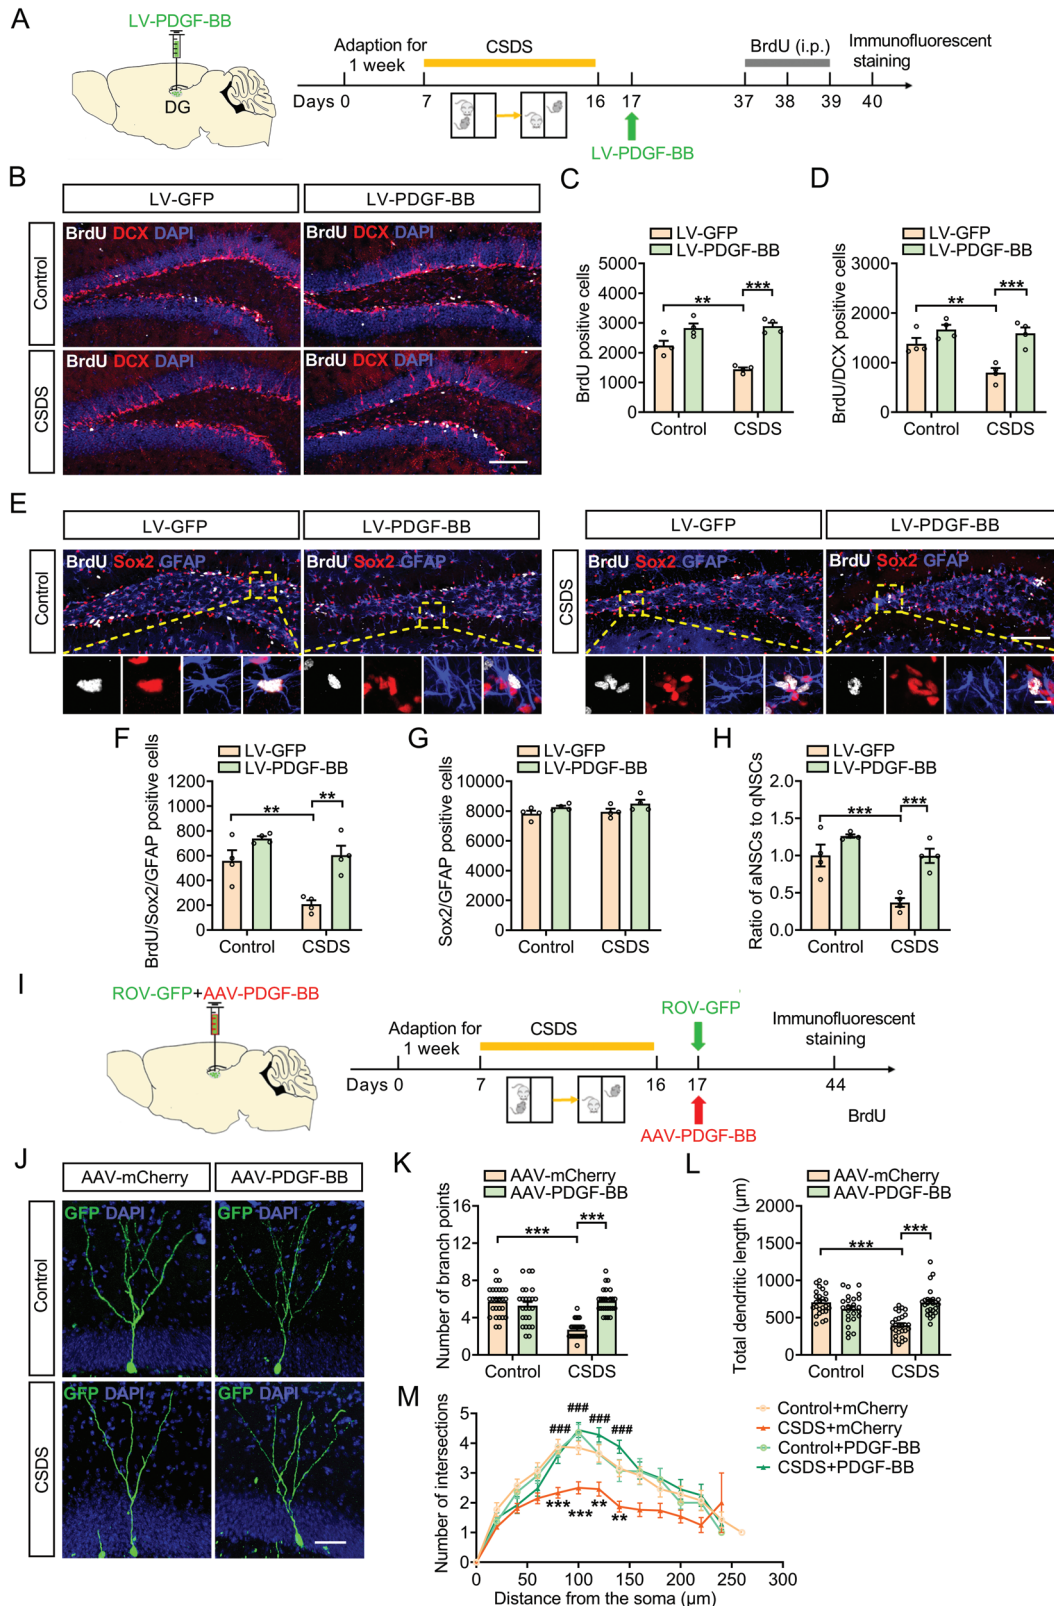 A
LV-PDGF-BB
DG
Adaption for
1 week
CSDS
BrdU (i.p.)
Immunofluorescent
staining
Days 0 7 16 17 37 38 39 40
LV-PDGF-BB
B
LV-GFP LV-PDGF-BB
Control
BrdU DCX DAPI BrdU DCX DAPI
CSDS
BrdU DCX DAPI BrdU DCX DAPI
C
LV-GFP
LV-PDGF-BB
BrdU positive cells
5000
4000
3000
2000
1000
0
** ***
Control CSDS
D
LV-GFP
LV-PDGF-BB
BrdU/DCX positive cells
3000
2000
1000
0
** ***
Control CSDS
E
LV-GFP LV-PDGF-BB LV-GFP LV-PDGF-BB
Control
BrdU Sox2 GFAP BrdU Sox2 GFAP
CSDS
BrdU Sox2 GFAP BrdU Sox2 GFAP
F
LV-GFP
LV-PDGF-BB
BrdU/Sox2/GFAP positive cells
1200
1000
800
600
400
200
0
** **
Control CSDS
G
LV-GFP
LV-PDGF-BB
Sox2/GFAP positive cells
10000
8000
6000
4000
2000
0
Control CSDS
H
LV-GFP
LV-PDGF-BB
Ratio of aNSCs to qNSCs
2.0
1.5
1.0
0.5
0.0
*** ***
Control CSDS
I
ROV-GFP+AAV-PDGF-BB
Adaption for
1 week
CSDS
ROV-GFP
Immunofluorescent
staining
Days 0 7 16 17 44
AAV-PDGF-BB
BrdU
J
AAV-mCherry AAV-PDGF-BB
Control
GFP DAPI GFP DAPI
CSDS
GFP DAPI GFP DAPI
K
AAV-mCherry
AAV-PDGF-BB
Number of branch points
16
12
8
4
0
*** ***
Control CSDS
L
AAV-mCherry
AAV-PDGF-BB
Total dendritic length (μm)
2000
1500
1000
500
0
*** ***
Control CSDS
M
Number of intersections
5
4
3
2
1
0
### ### ### ###
*** *** ** **
0 50 100 150 200 250 300
Distance from the soma (μm)
Control+mCherry
CSDS+mCherry
Control+PDGF-BB
CSDS+PDGF-BB